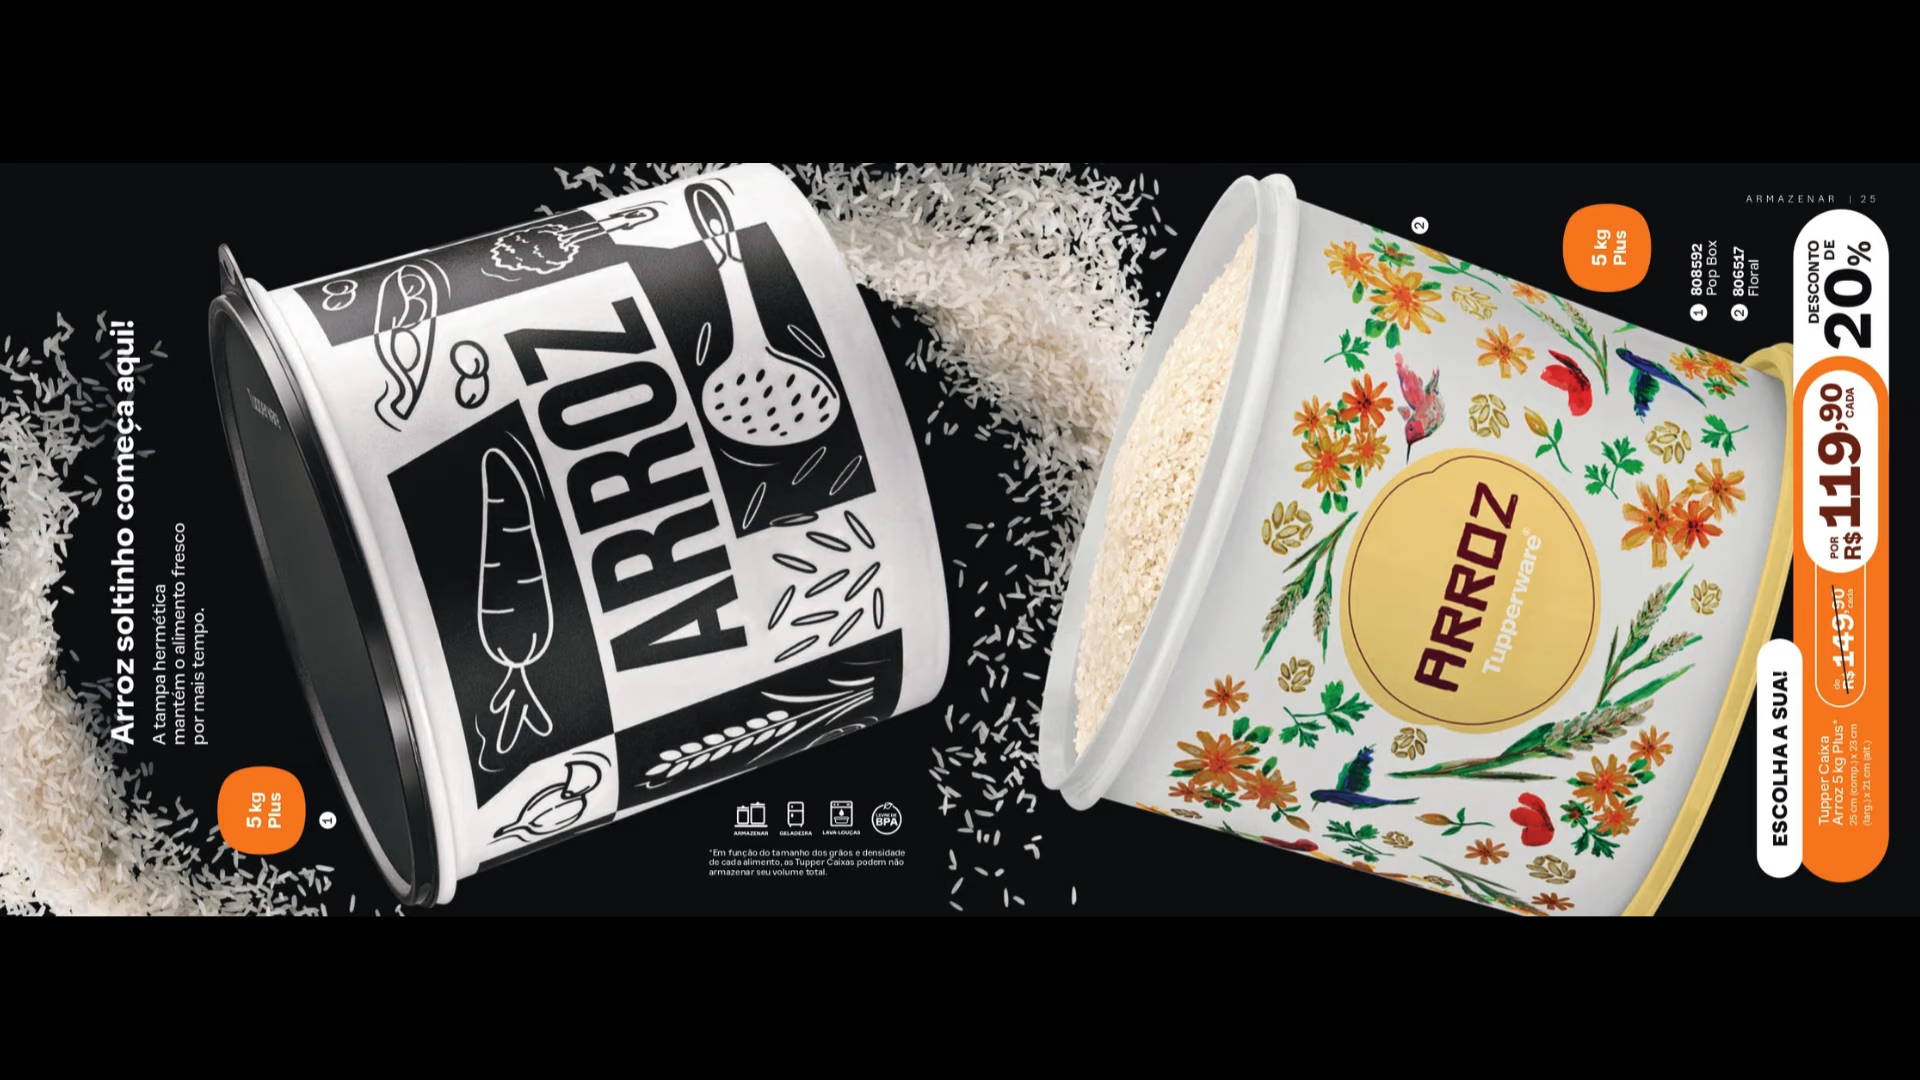 ARMAZENAR | 25
Arroz soltinho começa aqui!
A tampa hermética
mantém o alimento fresco
por mais tempo.
5 kg
Plus
1
ARROZ
ARMAZENAR
GELADEIRA
LAVA-LOUÇAS
LIVRE DE
BPA
*Em função do tamanho dos grãos e densidade
de cada alimento, as Tupper Caixas podem não
armazenar seu volume total.
2
5 kg
Plus
ARROZ
Tupperware®
1 808592
Pop Box
2 806517
Floral
ESCOLHA A SUA!
Tupper Caixa
Arroz 5 kg Plus*
25 cm (comp.) x 23 cm
(larg.) x 21 cm (alt.)
de
R$ 149,90
cada
POR
R$ 119,90
CADA
DESCONTO
DE
20%